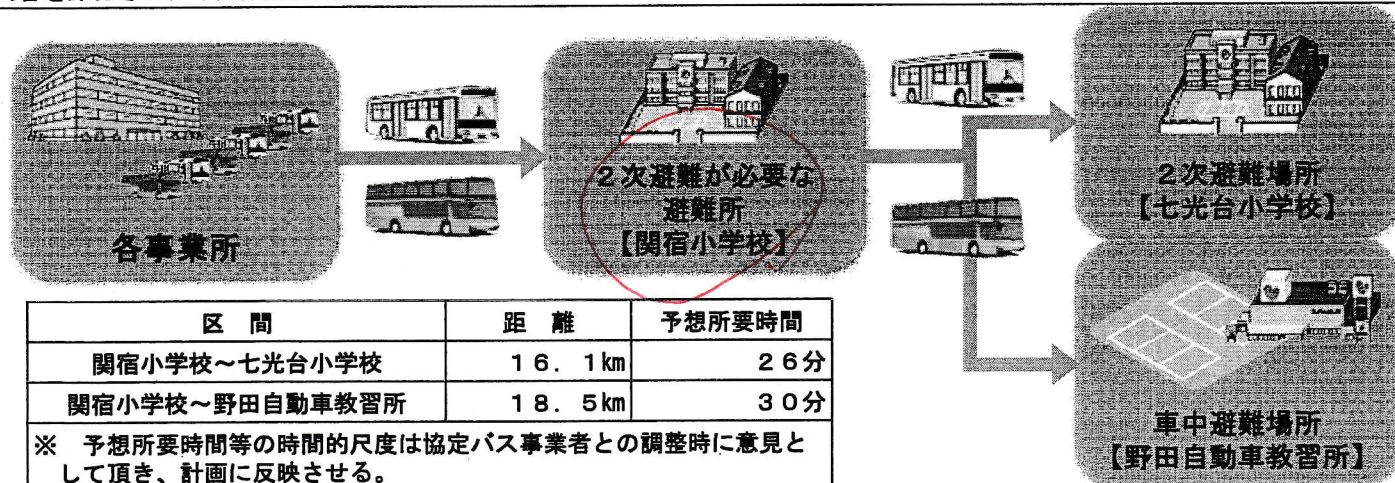 各事業所
2次避難が必要な
避難所
【関宿小学校】
2次避難場所
【七光台小学校】
車中避難場所
【野田自動車教習所】
区　間　距　離　予想所要時間
関宿小学校～七光台小学校　16．1㎞　26分
関宿小学校～野田自動車教習所　18．5㎞　30分
※　予想所要時間等の時間的尺度は協定バス事業者との調整時に意見と
して頂き、計画に反映させる。